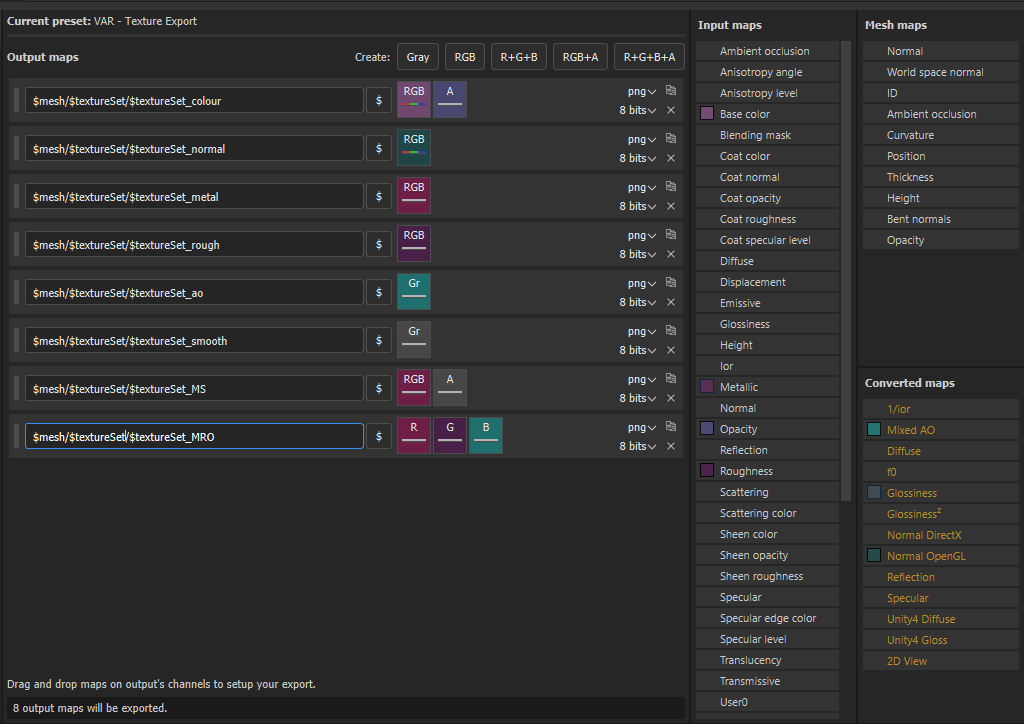 Current preset: VAR - Texture Export
Output maps
Create:
Gray
RGB
R+G+B
RGB+A
R+G+B+A
$mesh/$textureSet/$textureSet_colour
$
RGB
A
png
8 bits
$mesh/$textureSet/$textureSet_normal
$
RGB
png
8 bits
$mesh/$textureSet/$textureSet_metal
$
RGB
png
8 bits
$mesh/$textureSet/$textureSet_rough
$
RGB
png
8 bits
$mesh/$textureSet/$textureSet_ao
$
Gr
png
8 bits
$mesh/$textureSet/$textureSet_smooth
$
Gr
png
8 bits
$mesh/$textureSet/$textureSet_MS
$
RGB
A
png
8 bits
$mesh/$textureSet/$textureSet_MRO
$
R
G
B
png
8 bits
Drag and drop maps on output's channels to setup your export.
8 output maps will be exported.
Input maps
Ambient occlusion
Anisotropy angle
Anisotropy level
Base color
Blending mask
Coat color
Coat normal
Coat opacity
Coat roughness
Coat specular level
Diffuse
Displacement
Emissive
Glossiness
Height
Ior
Metallic
Normal
Opacity
Reflection
Roughness
Scattering
Scattering color
Sheen color
Sheen opacity
Sheen roughness
Specular
Specular edge color
Specular level
Translucency
Transmissive
User0
Mesh maps
Normal
World space normal
ID
Ambient occlusion
Curvature
Position
Thickness
Height
Bent normals
Opacity
Converted maps
1/ior
Mixed AO
Diffuse
f0
Glossiness
Glossiness²
Normal DirectX
Normal OpenGL
Reflection
Specular
Unity4 Diffuse
Unity4 Gloss
2D View